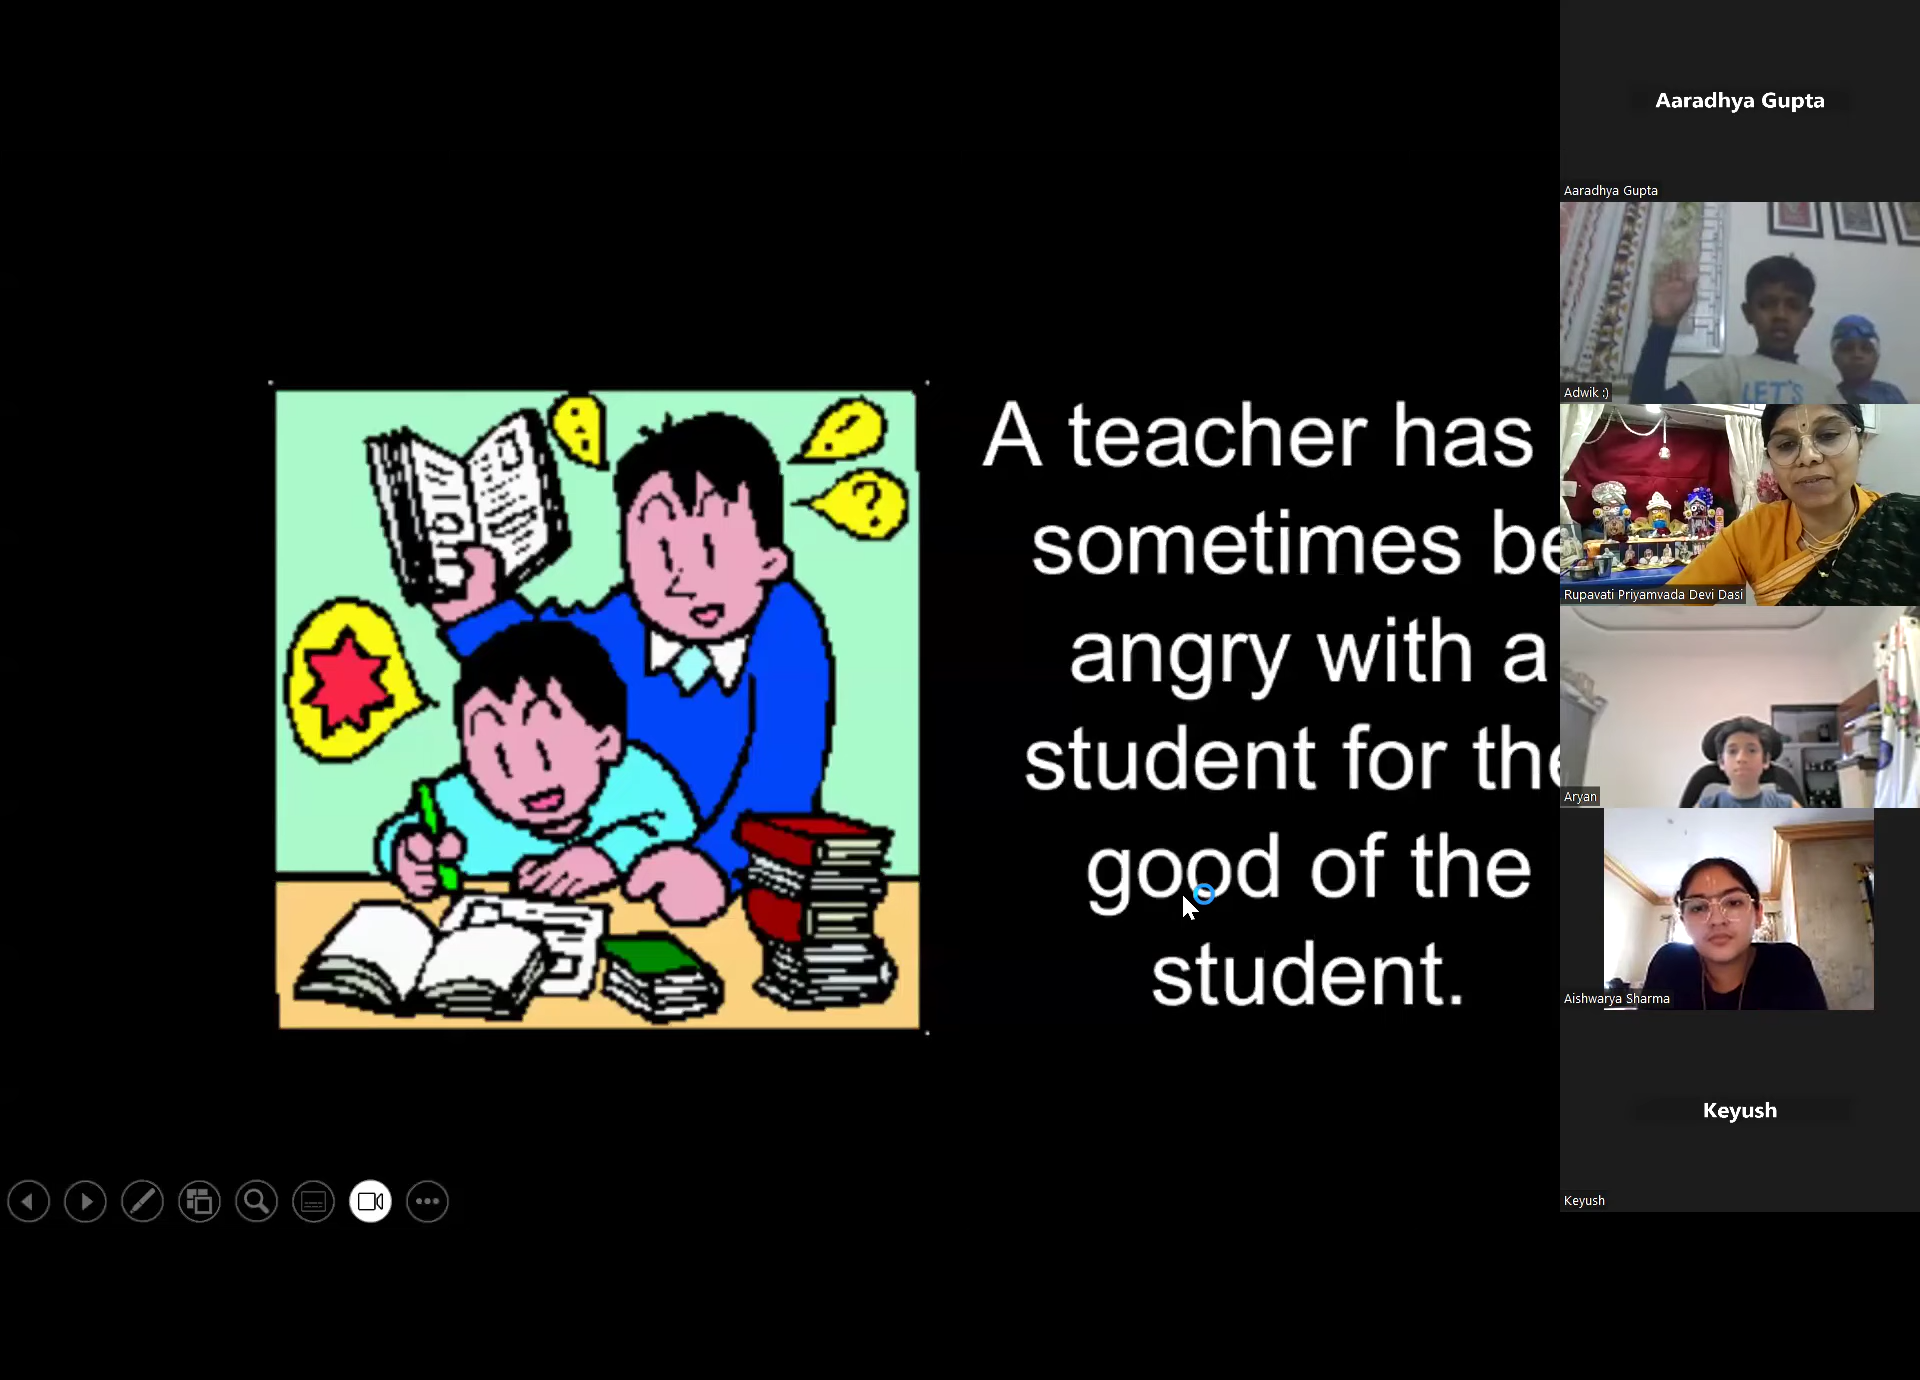 A teacher has
sometimes be
angry with a
student for the
good of the
student.
?
Aaradhya Gupta
Aaradhya Gupta
LET'S
Adwik :)
Rupavati Priyamvada Devi Dasi
Aryan
Aishwarya Sharma
Keyush
Keyush